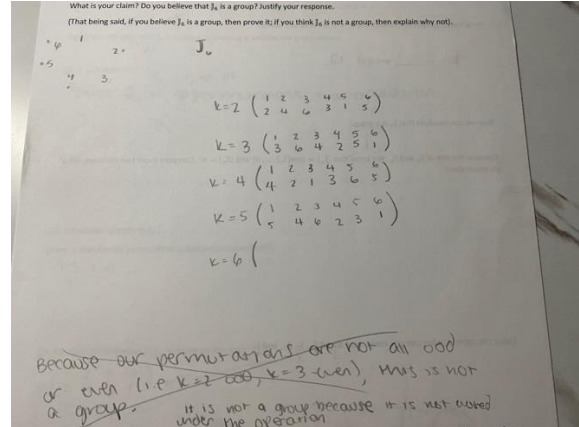 What is your claim? Do you believe that J₆ is a group? Justify your response.
(That being said, if you believe J₆ is a group, then prove it; if you think J₆ is not a group, then explain why not).
6 1 2
5 4 3
J₆
k=2 (1 2 3 4 5 6)
(2 4 6 3 1 5)
k=3 (1 2 3 4 5 6)
(3 6 4 2 5 1)
k=4 (1 2 3 4 5 6)
(4 2 1 3 6 5)
k=5 (1 2 3 4 5 6)
(5 4 6 2 3 1)
k=6 (
Because our permutations are not all odd
or even (i.e k=2 odd, k=3 even), this is not
a group.
It is not a group because it is not closed
under the operation